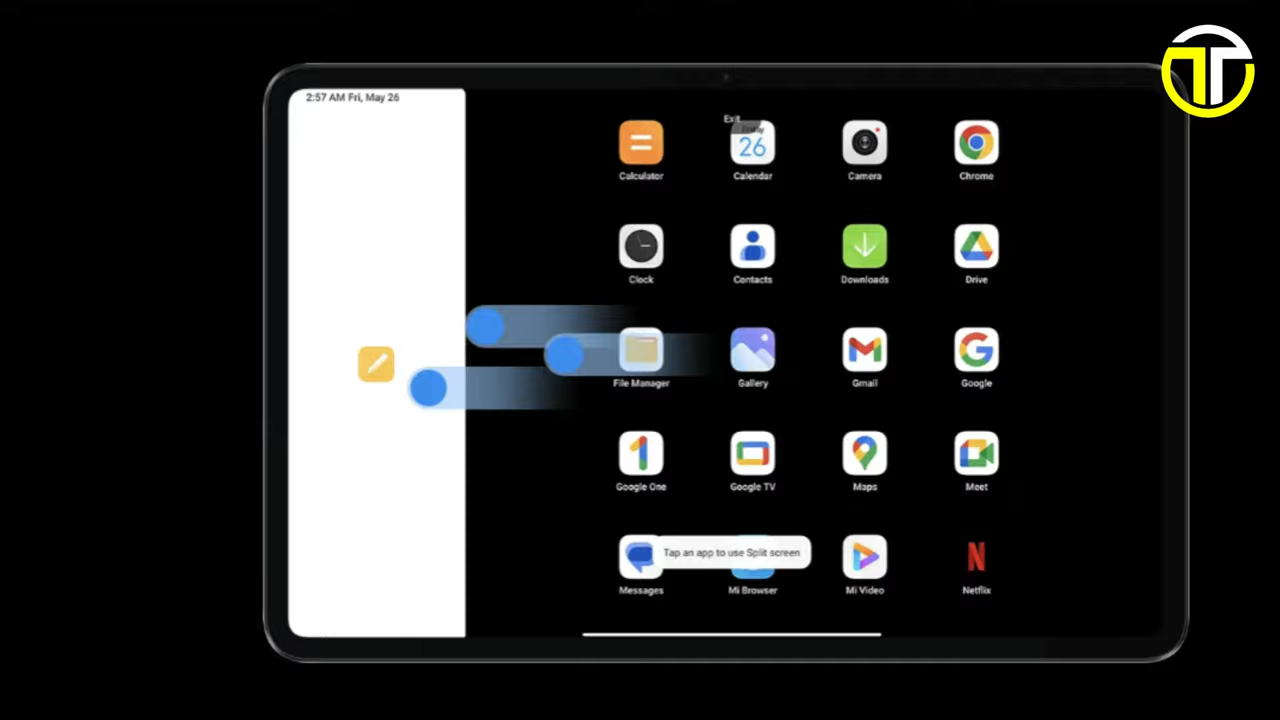 2:57 AM Fri, May 26
Exit
Friday
26
Calculator
Calendar
Camera
Chrome
Clock
Contacts
Downloads
Drive
File Manager
Gallery
Gmail
Google
Google One
Google TV
Maps
Meet
Tap an app to use Split screen
Messages
Mi Browser
Mi Video
Netflix